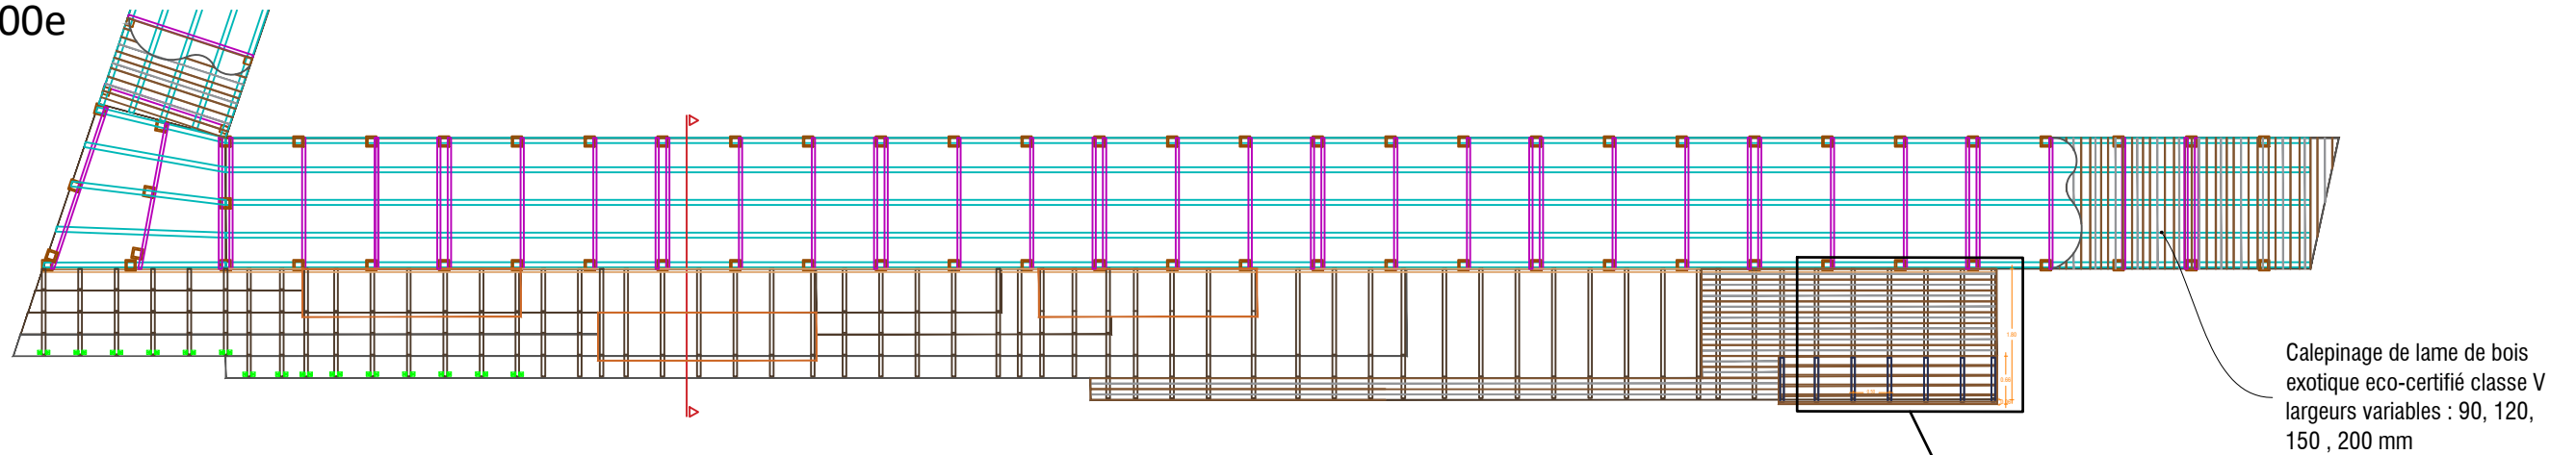 00e
Calepinage de lame de bois
exotique eco-certifié classe V
largeurs variables : 90, 120,
150 , 200 mm